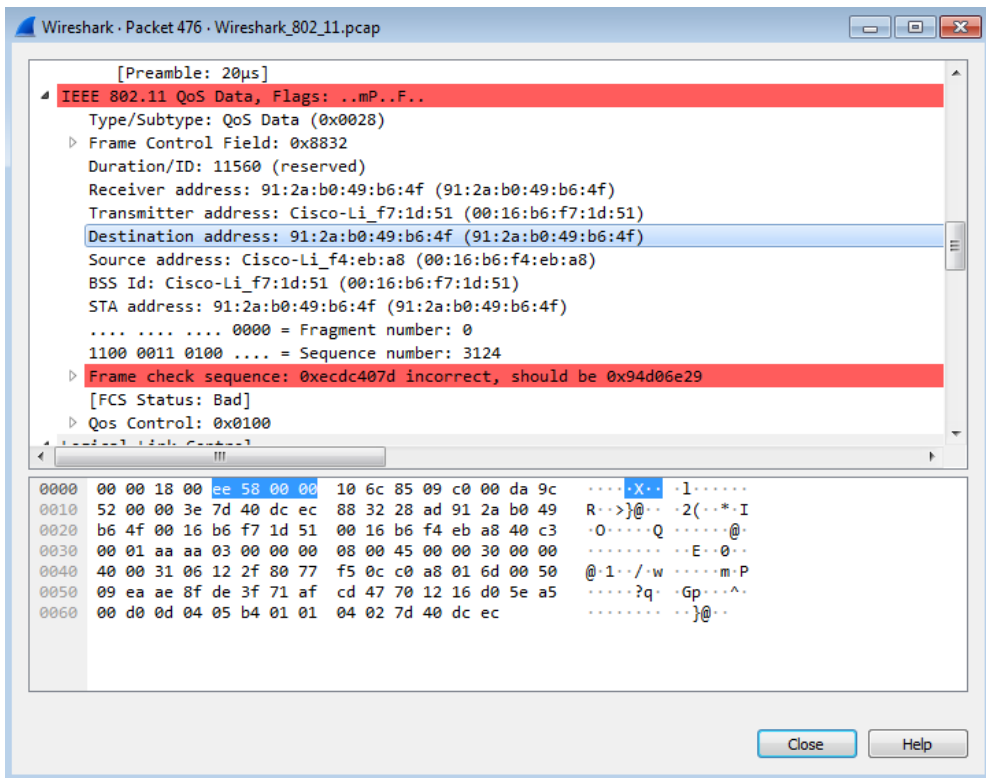 Wireshark · Packet 476 · Wireshark_802_11.pcap
[Preamble: 20µs]
IEEE 802.11 QoS Data, Flags: ..mP..F..
Type/Subtype: QoS Data (0x0028)
Frame Control Field: 0x8832
Duration/ID: 11560 (reserved)
Receiver address: 91:2a:b0:49:b6:4f (91:2a:b0:49:b6:4f)
Transmitter address: Cisco-Li_f7:1d:51 (00:16:b6:f7:1d:51)
Destination address: 91:2a:b0:49:b6:4f (91:2a:b0:49:b6:4f)
Source address: Cisco-Li_f4:eb:a8 (00:16:b6:f4:eb:a8)
BSS Id: Cisco-Li_f7:1d:51 (00:16:b6:f7:1d:51)
STA address: 91:2a:b0:49:b6:4f (91:2a:b0:49:b6:4f)
.... .... .... 0000 = Fragment number: 0
1100 0011 0100 .... = Sequence number: 3124
Frame check sequence: 0xecdc407d incorrect, should be 0x94d06e29
[FCS Status: Bad]
Qos Control: 0x0100
Logical Link Control
0000 00 00 18 00 ee 58 00 00 10 6c 85 09 c0 00 da 9c ·····X·· ·l······
0010 52 00 00 3e 7d 40 dc ec 88 32 28 ad 91 2a b0 49 R··>}@·· ·2(··*·I
0020 b6 4f 00 16 b6 f7 1d 51 00 16 b6 f4 eb a8 40 c3 ·O·····Q ······@·
0030 00 01 aa aa 03 00 00 00 08 00 45 00 00 30 00 00 ········ ··E··0··
0040 40 00 31 06 12 2f 80 77 f5 0c c0 a8 01 6d 00 50 @·1··/·w ·····m·P
0050 09 ea ae 8f de 3f 71 af cd 47 70 12 16 d0 5e a5 ·····?q· ·Gp···^·
0060 00 d0 0d 04 05 b4 01 01 04 02 7d 40 dc ec ········ ··}@··
Close
Help